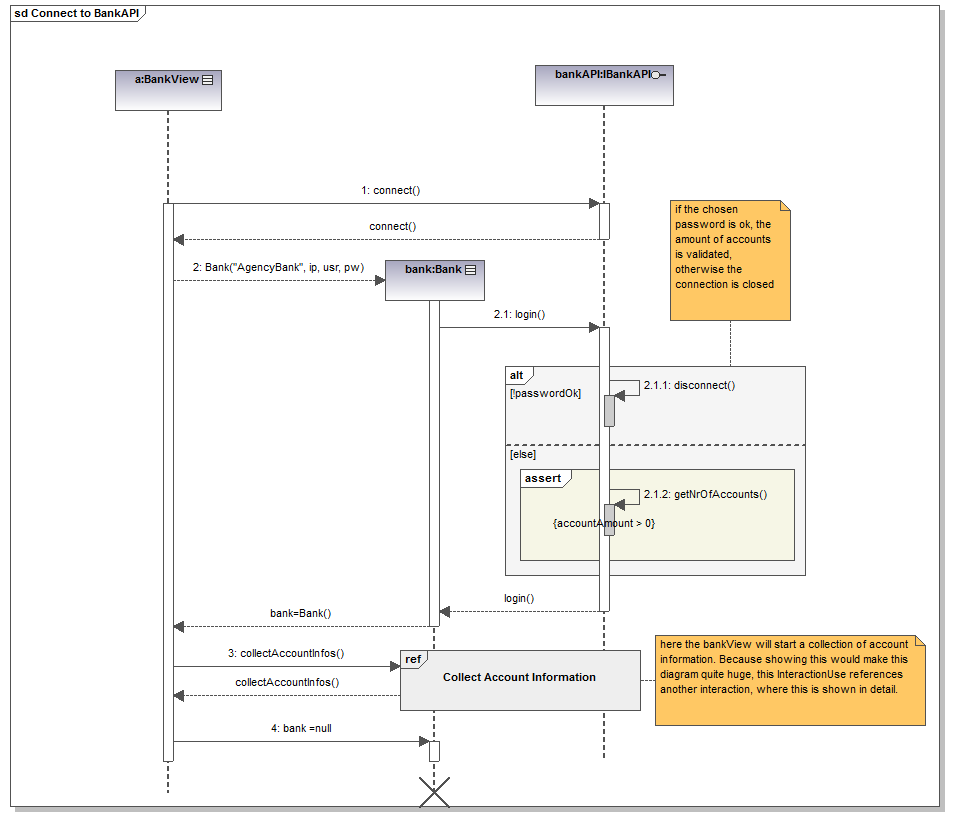 sd Connect to BankAPI
a:BankView
bankAPI:IBankAPI
1: connect()
connect()
if the chosen
password is ok, the
amount of accounts
is validated,
otherwise the
connection is closed
2: Bank("AgencyBank", ip, usr, pw)
bank:Bank
2.1: login()
alt
[!passwordOk]
2.1.1: disconnect()
[else]
assert
2.1.2: getNrOfAccounts()
{accountAmount > 0}
login()
bank=Bank()
3: collectAccountInfos()
ref
Collect Account Information
collectAccountInfos()
here the bankView will start a collection of account
information. Because showing this would make this
diagram quite huge, this InteractionUse references
another interaction, where this is shown in detail.
4: bank =null